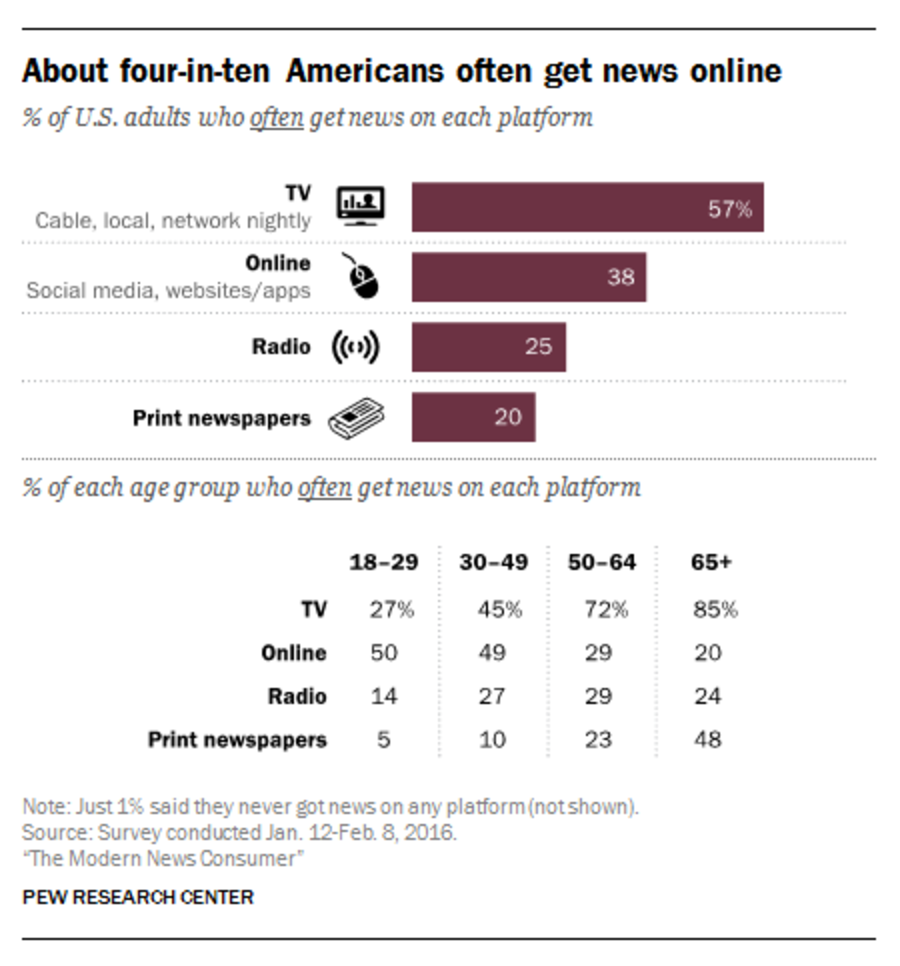 About four-in-ten Americans often get news online
% of U.S. adults who often get news on each platform
TV
57%
Cable, local, network nightly
Online
38
Social media, websites/apps
Radio 25
Print newspapers 20
% of each age group who often get news on each platform
18–29 30–49 50–64 65+
TV 27% 45% 72% 85%
Online 50 49 29 20
Radio 14 27 29 24
Print newspapers 5 10 23 48
Note: Just 1% said they never got news on any platform (not shown).
Source: Survey conducted Jan. 12-Feb. 8, 2016.
“The Modern News Consumer”
PEW RESEARCH CENTER